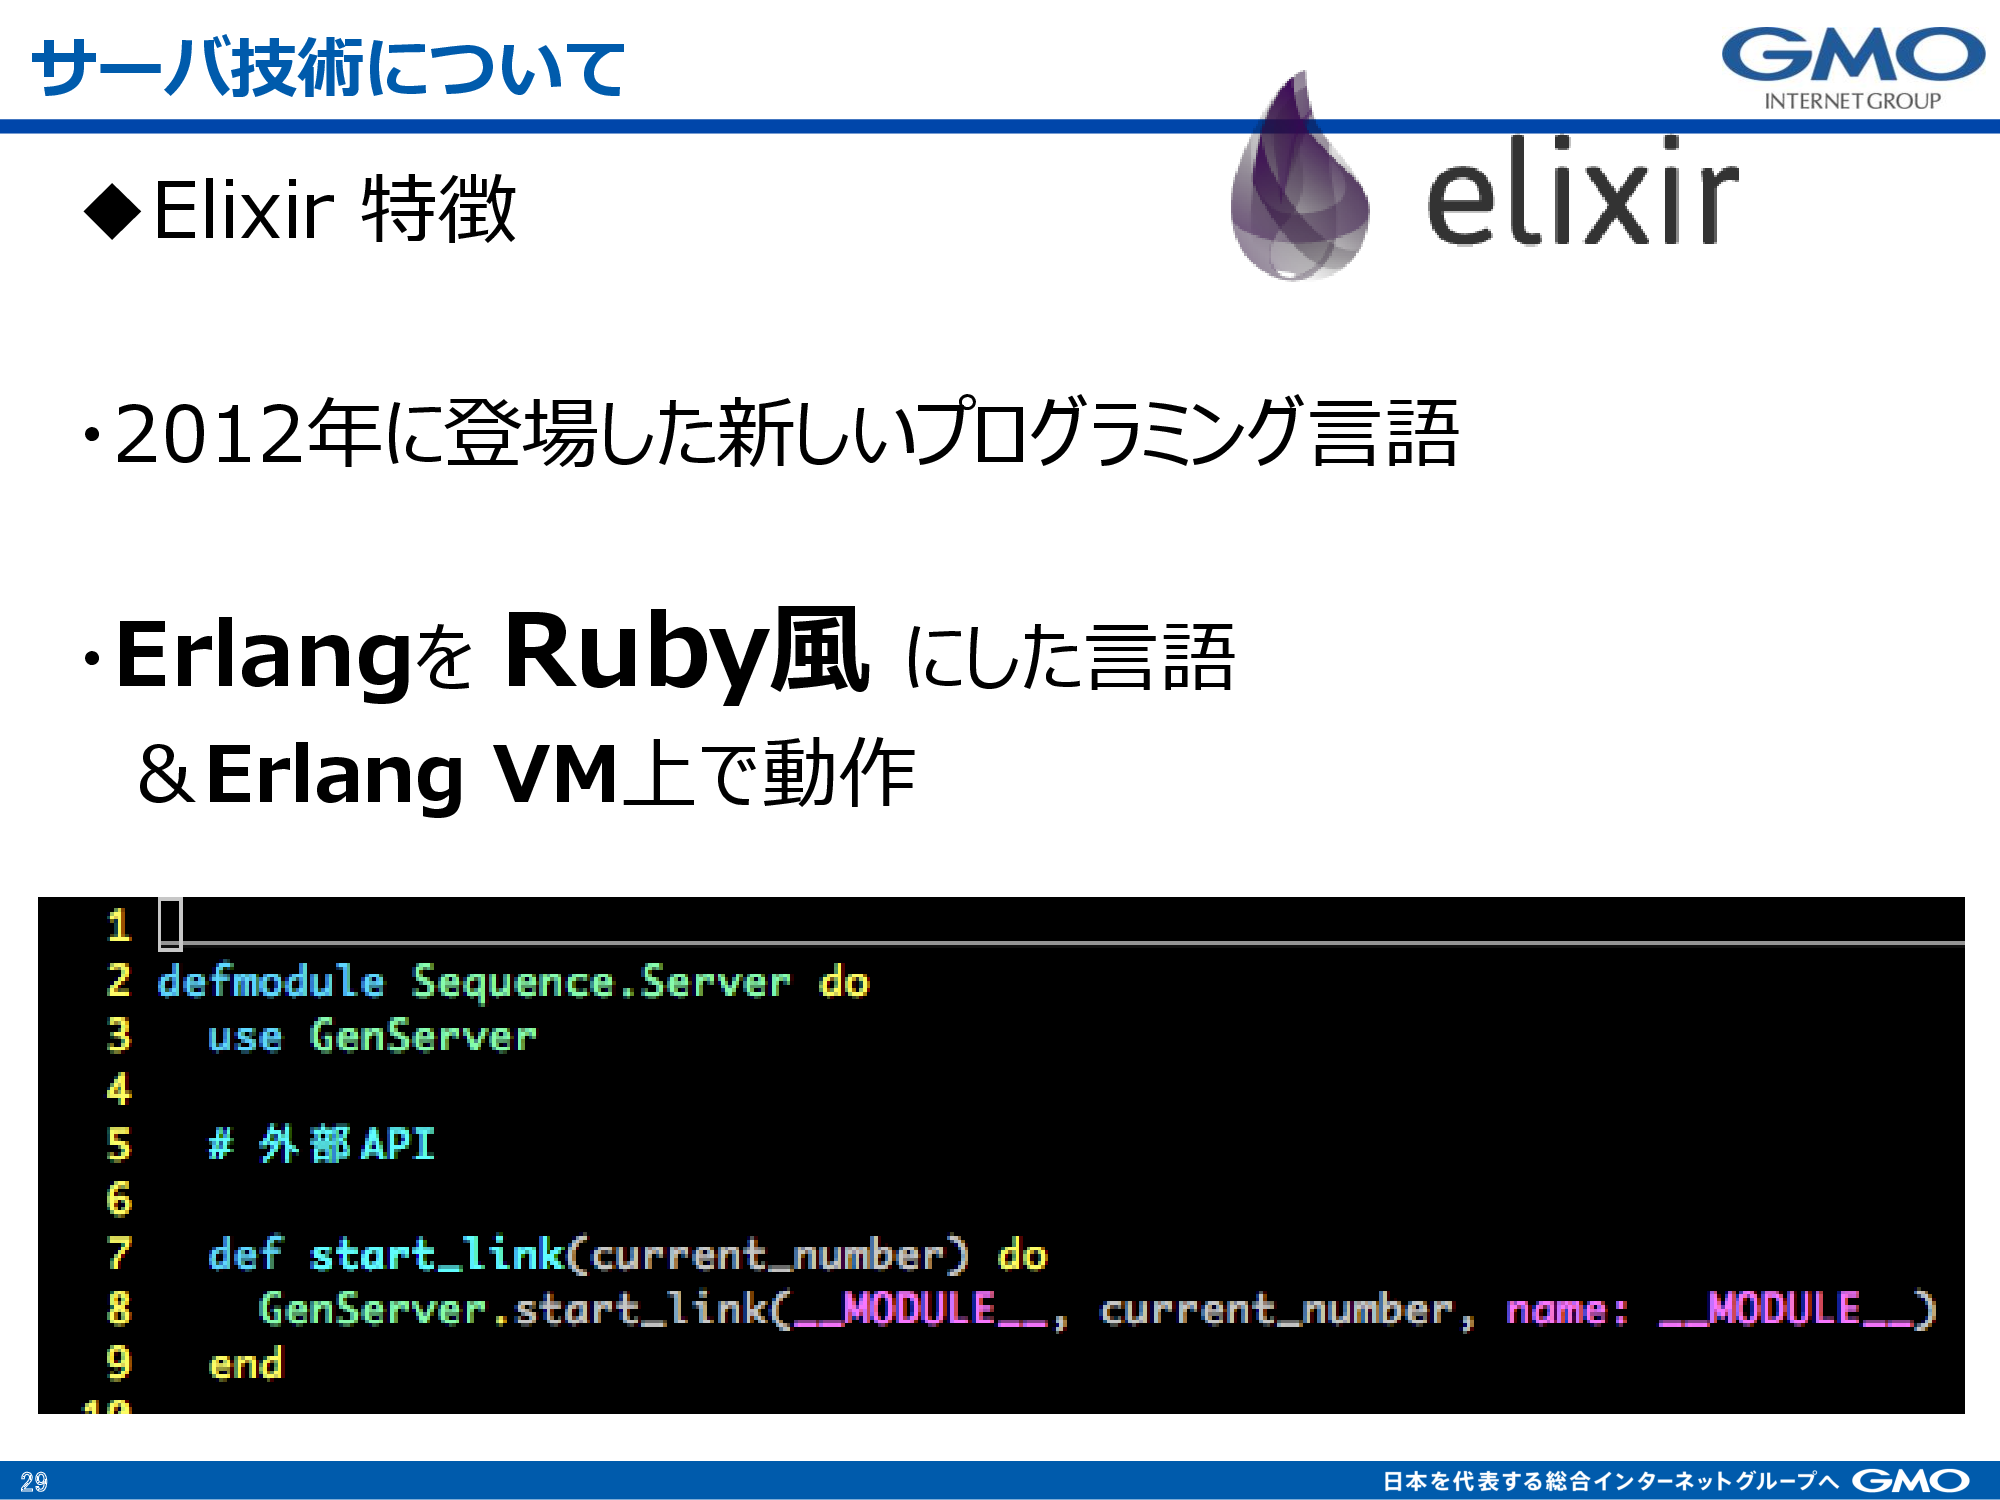 サーバ技術について
GMO
INTERNET GROUP
elixir
◆Elixir 特徴
・2012年に登場した新しいプログラミング言語
・Erlangを Ruby風 にした言語
＆Erlang VM上で動作
1
2 defmodule Sequence.Server do
3   use GenServer
4
5   # 外部API
6
7   def start_link(current_number) do
8     GenServer.start_link(__MODULE__, current_number, name: __MODULE__)
9   end
10
29
日本を代表する総合インターネットグループへ GMO